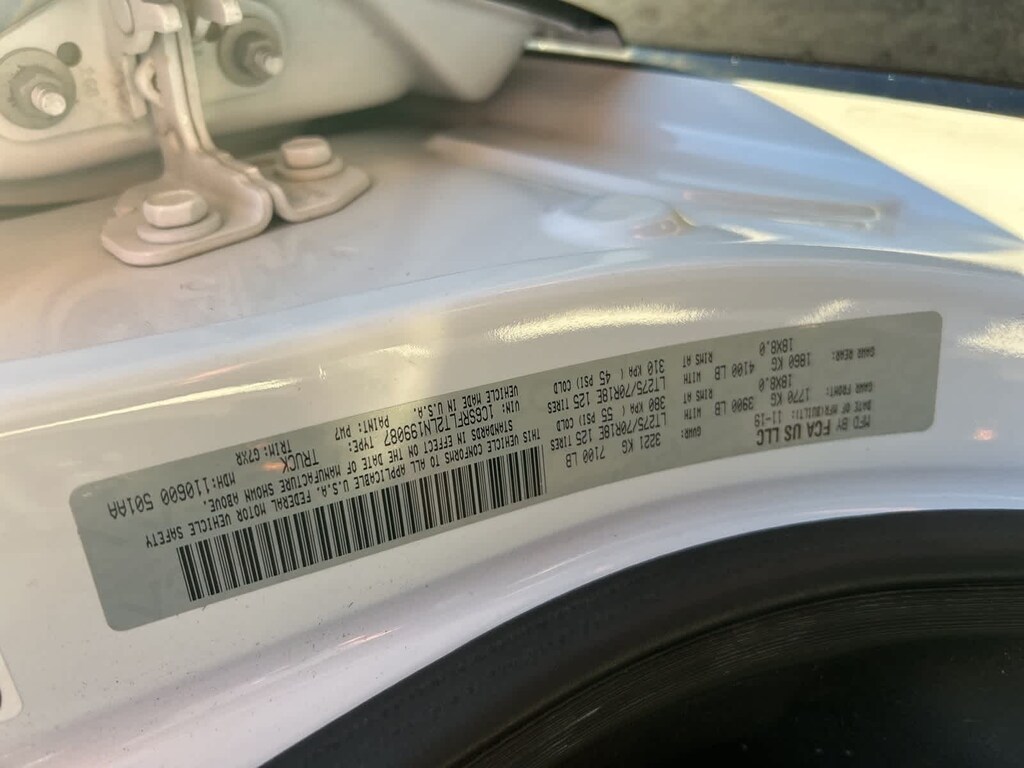 MFD BY FCA US LLC
DATE OF MFR(DULT): 11-19
GVWR: 3221 KG 7100 LB
GAWR FRONT: 1770 KG 3900 LB WITH LT275/70R18E 125 TIRES
18X8.0 RIMS AT 380 KPA ( 55 PSI) COLD
GAWR REAR: 1860 KG 4100 LB WITH LT275/70R18E 125 TIRES
18X8.0 RIMS AT 310 KPA ( 45 PSI) COLD
THIS VEHICLE CONFORMS TO ALL APPLICABLE U.S.A. FEDERAL MOTOR VEHICLE SAFETY
STANDARDS IN EFFECT ON THE DATE OF MANUFACTURE SHOWN ABOVE.
VIN: 1C6SRFLT2LN199087 TYPE: TRUCK MDH:110600 501AA
VEHICLE MADE IN U.S.A. PAINT: PW7 TRIM: G7XR